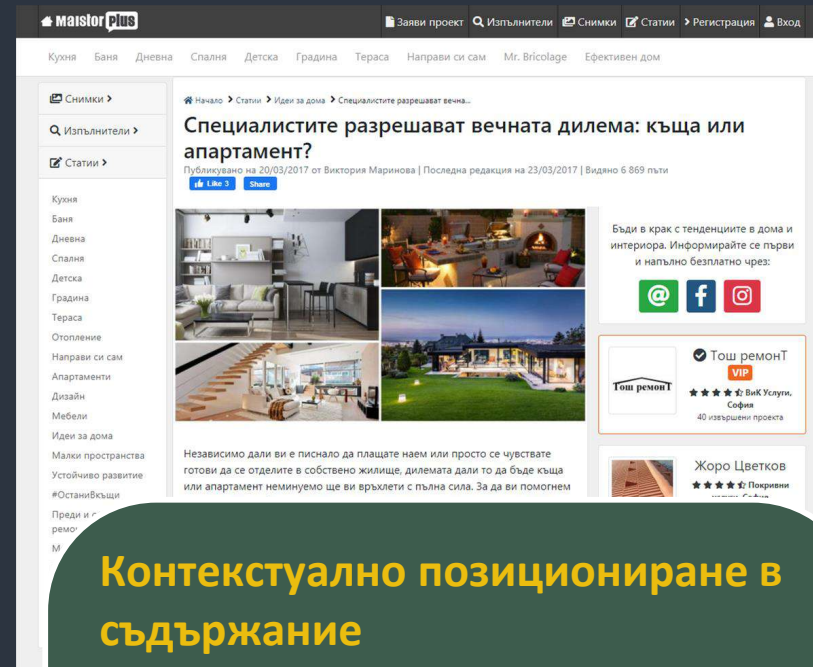 MaistorPlus
Заяви проект Изпълнители Снимки Статии Регистрация Вход
Кухня Баня Дневна Спалня Детска Градина Тераса Направи си сам Mr. Bricolage Ефективен дом
Снимки
Изпълнители
Статии
Кухня
Баня
Дневна
Спалня
Детска
Градина
Тераса
Отопление
Направи си сам
Апартаменти
Дизайн
Мебели
Идеи за дома
Малки пространства
Устойчиво развитие
#ОстаниВкъщи
Преди и
Начало > Статии > Идеи за дома > Специалистите разрешават вечна...
Специалистите разрешават вечната дилема: къща или
апартамент?
Публикувано на 20/03/2017 от Виктория Маринова | Последна редакция на 23/03/2017 | Видяно 6 869 пъти
Like 3 Share
Независимо дали ви е писнало да плащате наем или просто се чувствате
готови да се отделите в собствено жилище, дилемата дали то да бъде къща
или апартамент неминуемо ще ви връхлети с пълна сила. За да ви помогнем
Бъди в крак с тенденциите в дома и
интериора. Информирайте се първи
и напълно безплатно чрез:
Тош ремонТ
Тош ремонТ
VIP
ВиК Услуги,
София
40 извършени проекта
Жоро Цветков
Покривни
Контекстуално позициониране в
съдържание